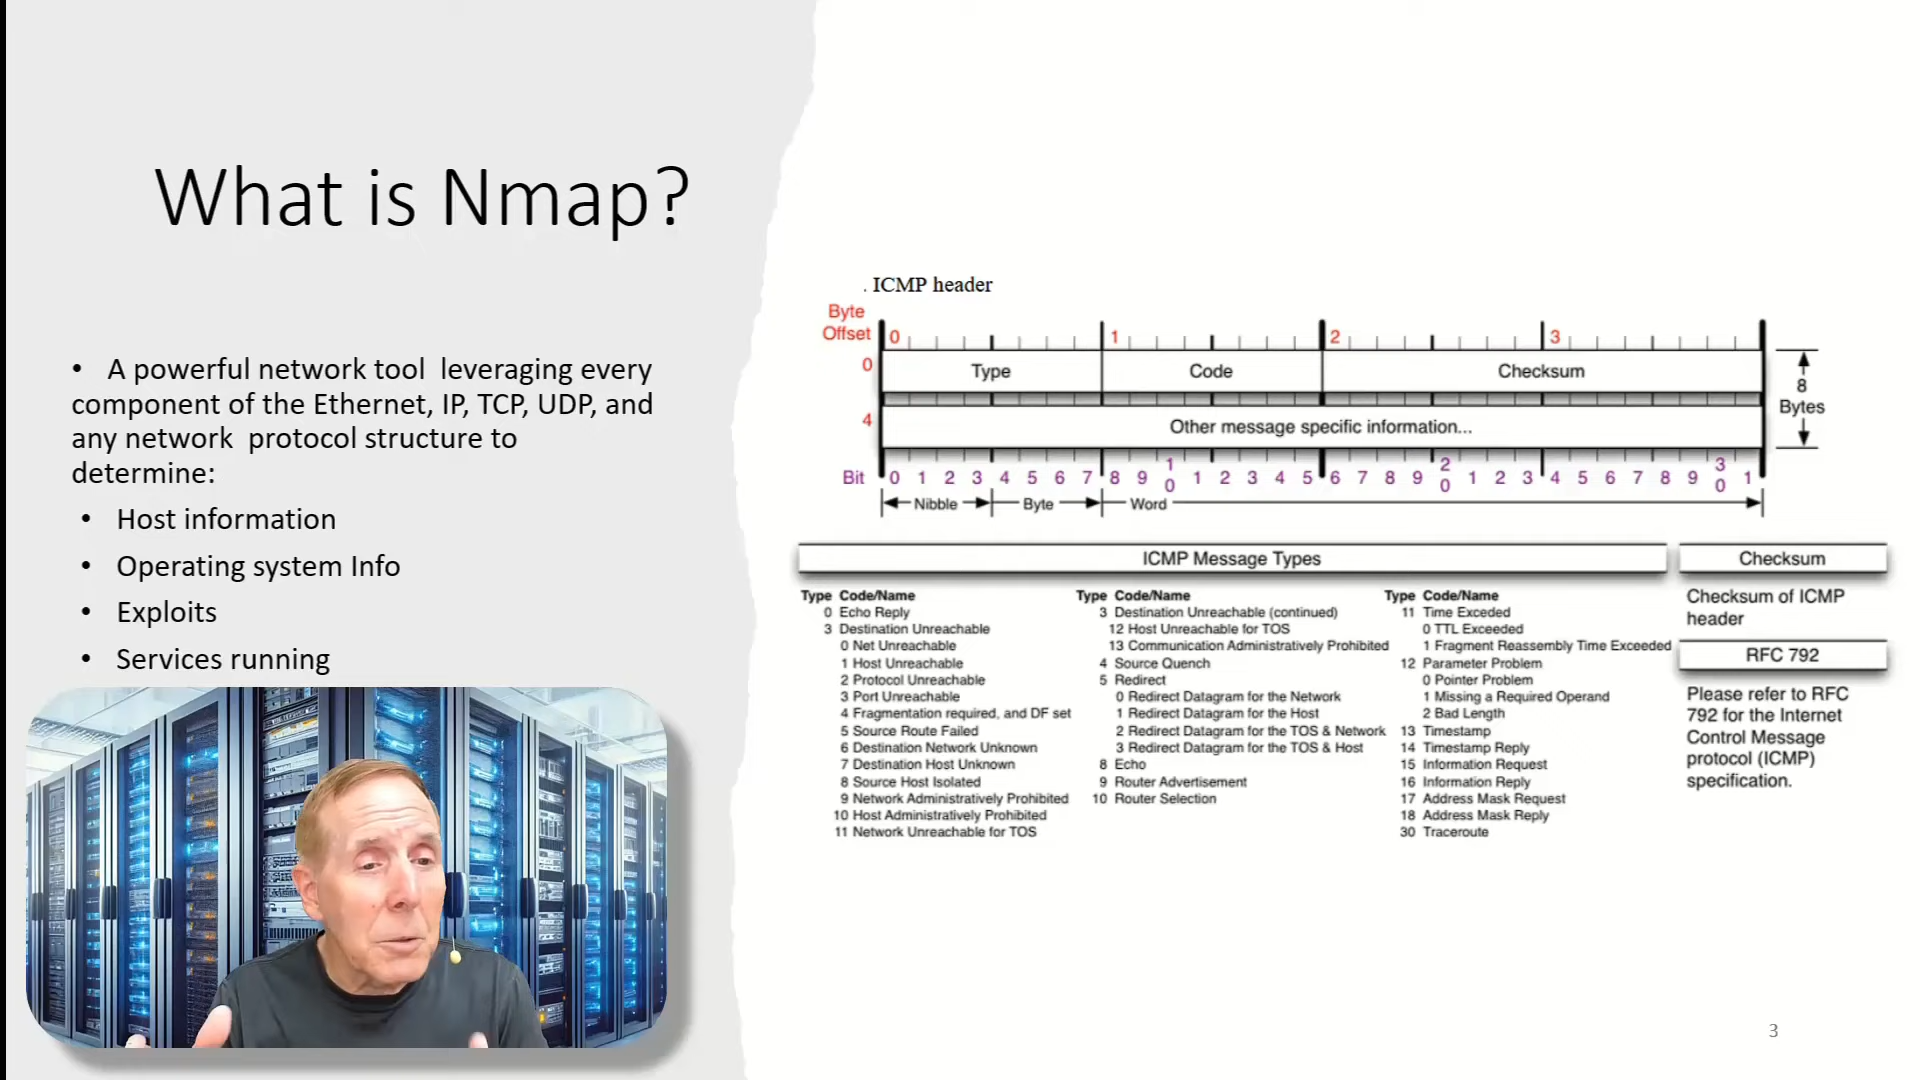 What is Nmap?
• A powerful network tool leveraging every
component of the Ethernet, IP, TCP, UDP, and
any network protocol structure to
determine:
• Host information
• Operating system Info
• Exploits
• Services running
. ICMP header
Byte
Offset
0 1 2 3
0 Type Code Checksum
4 Other message specific information...
8
Bytes
Bit 0 1 2 3 4 5 6 7 8 9 10 1 2 3 4 5 6 7 8 9 20 1 2 3 4 5 6 7 8 9 30 1
Nibble Byte Word
ICMP Message Types
Type Code/Name
0 Echo Reply
3 Destination Unreachable
0 Net Unreachable
1 Host Unreachable
2 Protocol Unreachable
3 Port Unreachable
4 Fragmentation required, and DF set
5 Source Route Failed
6 Destination Network Unknown
7 Destination Host Unknown
8 Source Host Isolated
9 Network Administratively Prohibited
10 Host Administratively Prohibited
11 Network Unreachable for TOS
Type Code/Name
3 Destination Unreachable (continued)
12 Host Unreachable for TOS
13 Communication Administratively Prohibited
4 Source Quench
5 Redirect
0 Redirect Datagram for the Network
1 Redirect Datagram for the Host
2 Redirect Datagram for the TOS & Network
3 Redirect Datagram for the TOS & Host
8 Echo
9 Router Advertisement
10 Router Selection
Type Code/Name
11 Time Exceded
0 TTL Exceeded
1 Fragment Reassembly Time Exceeded
12 Parameter Problem
0 Pointer Problem
1 Missing a Required Operand
2 Bad Length
13 Timestamp
14 Timestamp Reply
15 Information Request
16 Information Reply
17 Address Mask Request
18 Address Mask Reply
30 Traceroute
Checksum
Checksum of ICMP
header
RFC 792
Please refer to RFC
792 for the Internet
Control Message
protocol (ICMP)
specification.
3